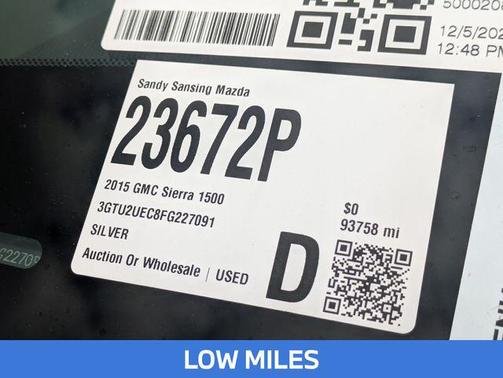 12/5/202
12:48 PM
Sandy Sansing Mazda
23672P
2015 GMC Sierra 1500
3GTU2UEC8FG227091
SILVER
Auction Or Wholesale | USED
D
$0
93758 mi
LOW MILES